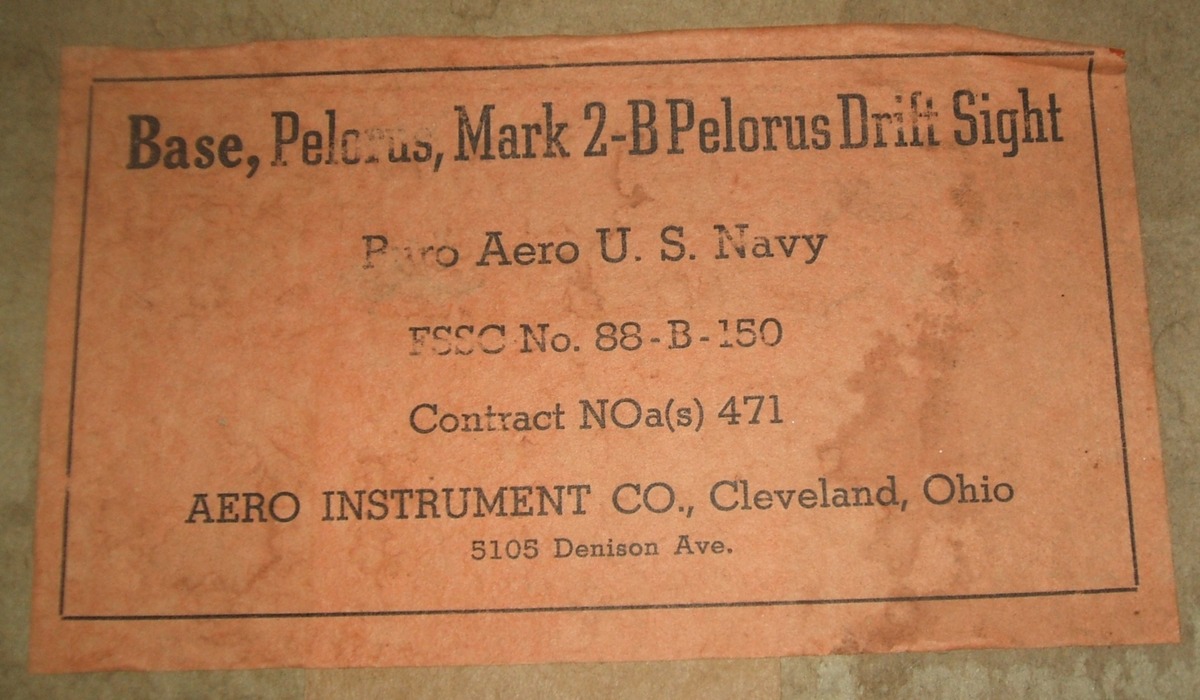 Base, Pelorus, Mark 2-B Pelorus Drift Sight
Buro Aero U. S. Navy
FSSC No. 88-B-150
Contract NOa(s) 471
AERO INSTRUMENT CO., Cleveland, Ohio
5105 Denison Ave.